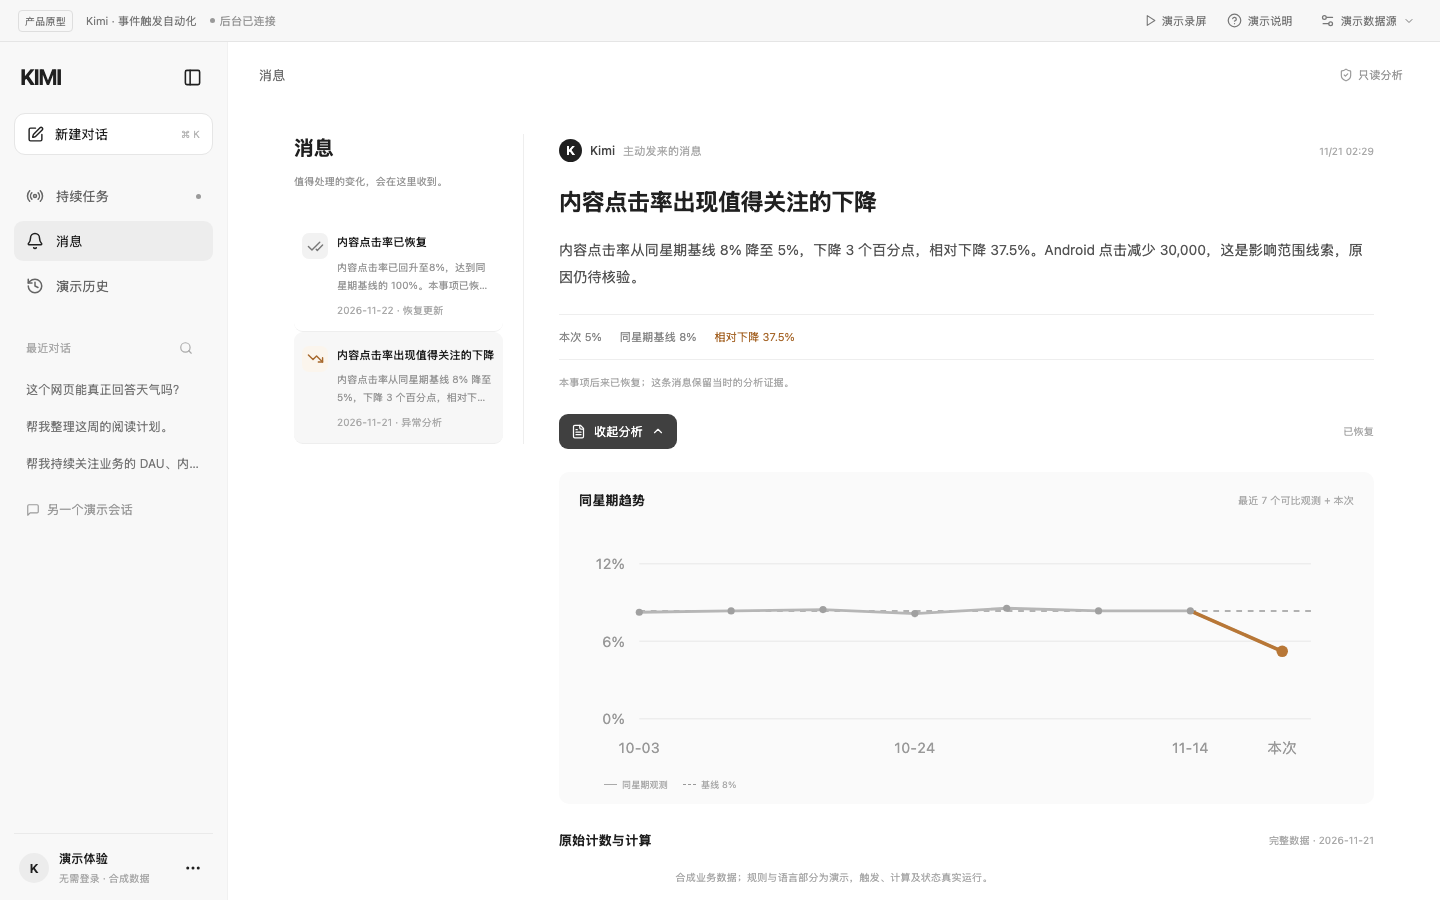 产品原型
Kimi · 事件触发自动化
后台已连接
演示录屏
演示说明
演示数据源
KIMI
新建对话
⌘ K
持续任务
消息
演示历史
最近对话
这个网页能真正回答天气吗?
帮我整理这周的阅读计划。
帮我持续关注业务的 DAU、内...
另一个演示会话
K
演示体验
无需登录 · 合成数据
消息
只读分析
消息
值得处理的变化，会在这里收到。
内容点击率已恢复
内容点击率已回升至8%，达到同
星期基线的 100%。本事项已恢...
2026-11-22 · 恢复更新
内容点击率出现值得关注的下降
内容点击率从同星期基线 8% 降至
5%，下降 3 个百分点，相对下...
2026-11-21 · 异常分析
K
Kimi 主动发来的消息
11/21 02:29
内容点击率出现值得关注的下降
内容点击率从同星期基线 8% 降至 5%，下降 3 个百分点，相对下降 37.5%。Android 点击减少 30,000，这是影响范围线索，原
因仍待核验。
本次 5% 同星期基线 8% 相对下降 37.5%
本事项后来已恢复；这条消息保留当时的分析证据。
收起分析
已恢复
同星期趋势
最近 7 个可比观测 + 本次
12%
6%
0%
10-03 10-24 11-14 本次
同星期观测 基线 8%
原始计数与计算
完整数据 · 2026-11-21
合成业务数据；规则与语言部分为演示，触发、计算及状态真实运行。